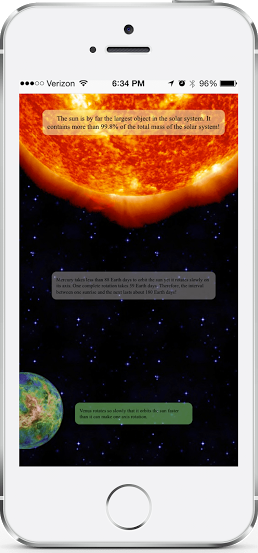 Verizon 6:34 PM 96%
The sun is by far the largest object in the solar system. It
contains more than 99.8% of the total mass of the solar system!
Mercury takes less than 88 Earth days to orbit the sun yet it rotates slowly on
its axis. One complete rotation takes 59 Earth days. Therefore, the interval
between one sunrise and the next lasts about 180 Earth days!
Venus rotates so slowly that it orbits the sun faster
than it can make one axis rotation.